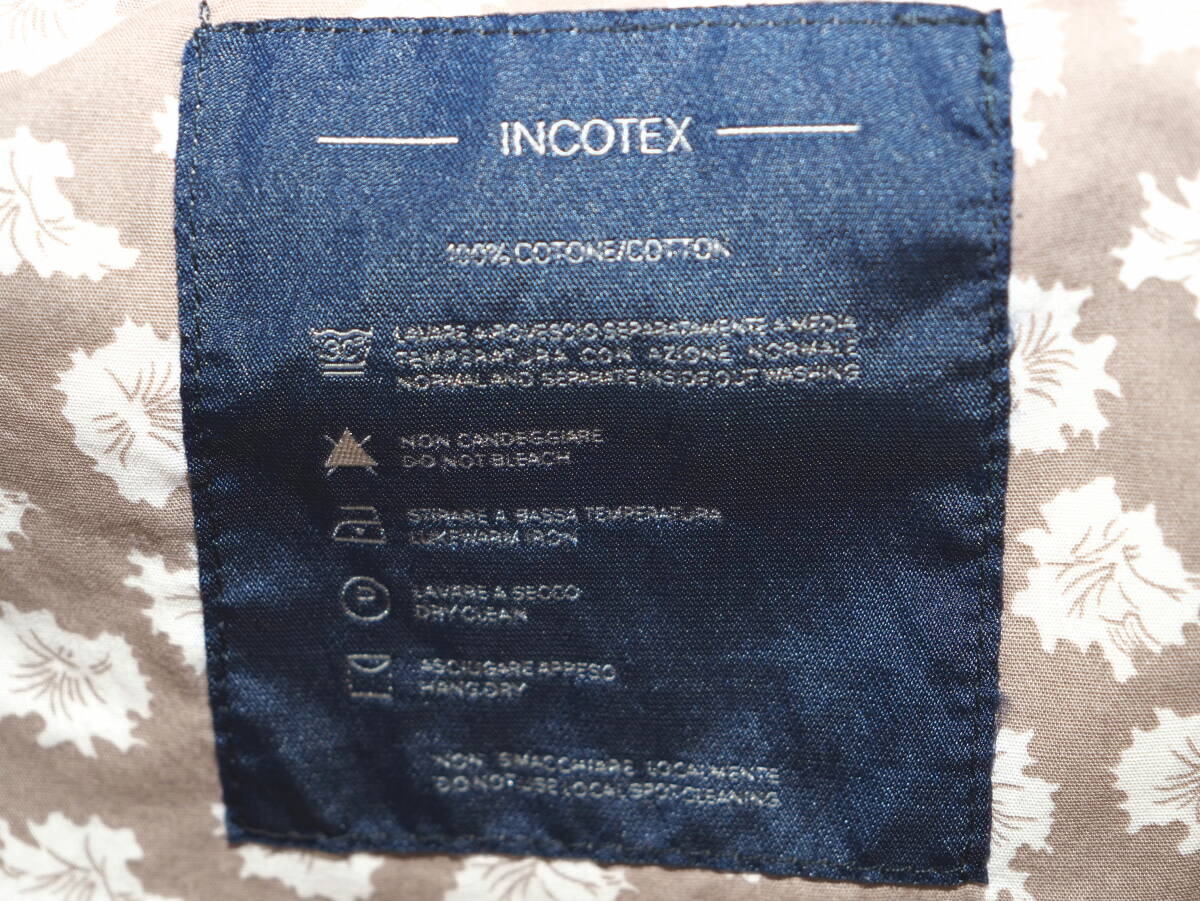 INCOTEX
100% COTONE/COTTON
LAVARE A ROVESCIO SEPARATAMENTE A MEDIA
TEMPERATURA CON AZIONE NORMALE
NORMAL AND SEPARATE INSIDE OUT WASHING
NON CANDEGGIARE
DO NOT BLEACH
STIRARE A BASSA TEMPERATURA
LUKEWARM IRON
P
LAVARE A SECCO
DRY CLEAN
ASCIUGARE APPESO
HANG DRY
NON SMACCHIARE LOCALMENTE
DO NOT USE LOCAL SPOT CLEANING